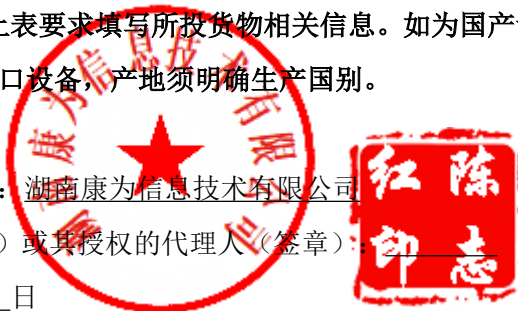 上表要求填写所投货物相关信息。如为国产
口设备，产地须明确生产国别。
湖南康为信息技术有限公司
：湖南康为信息技术有限公司
）或其授权的代理人（签章）：
日
陈志红印